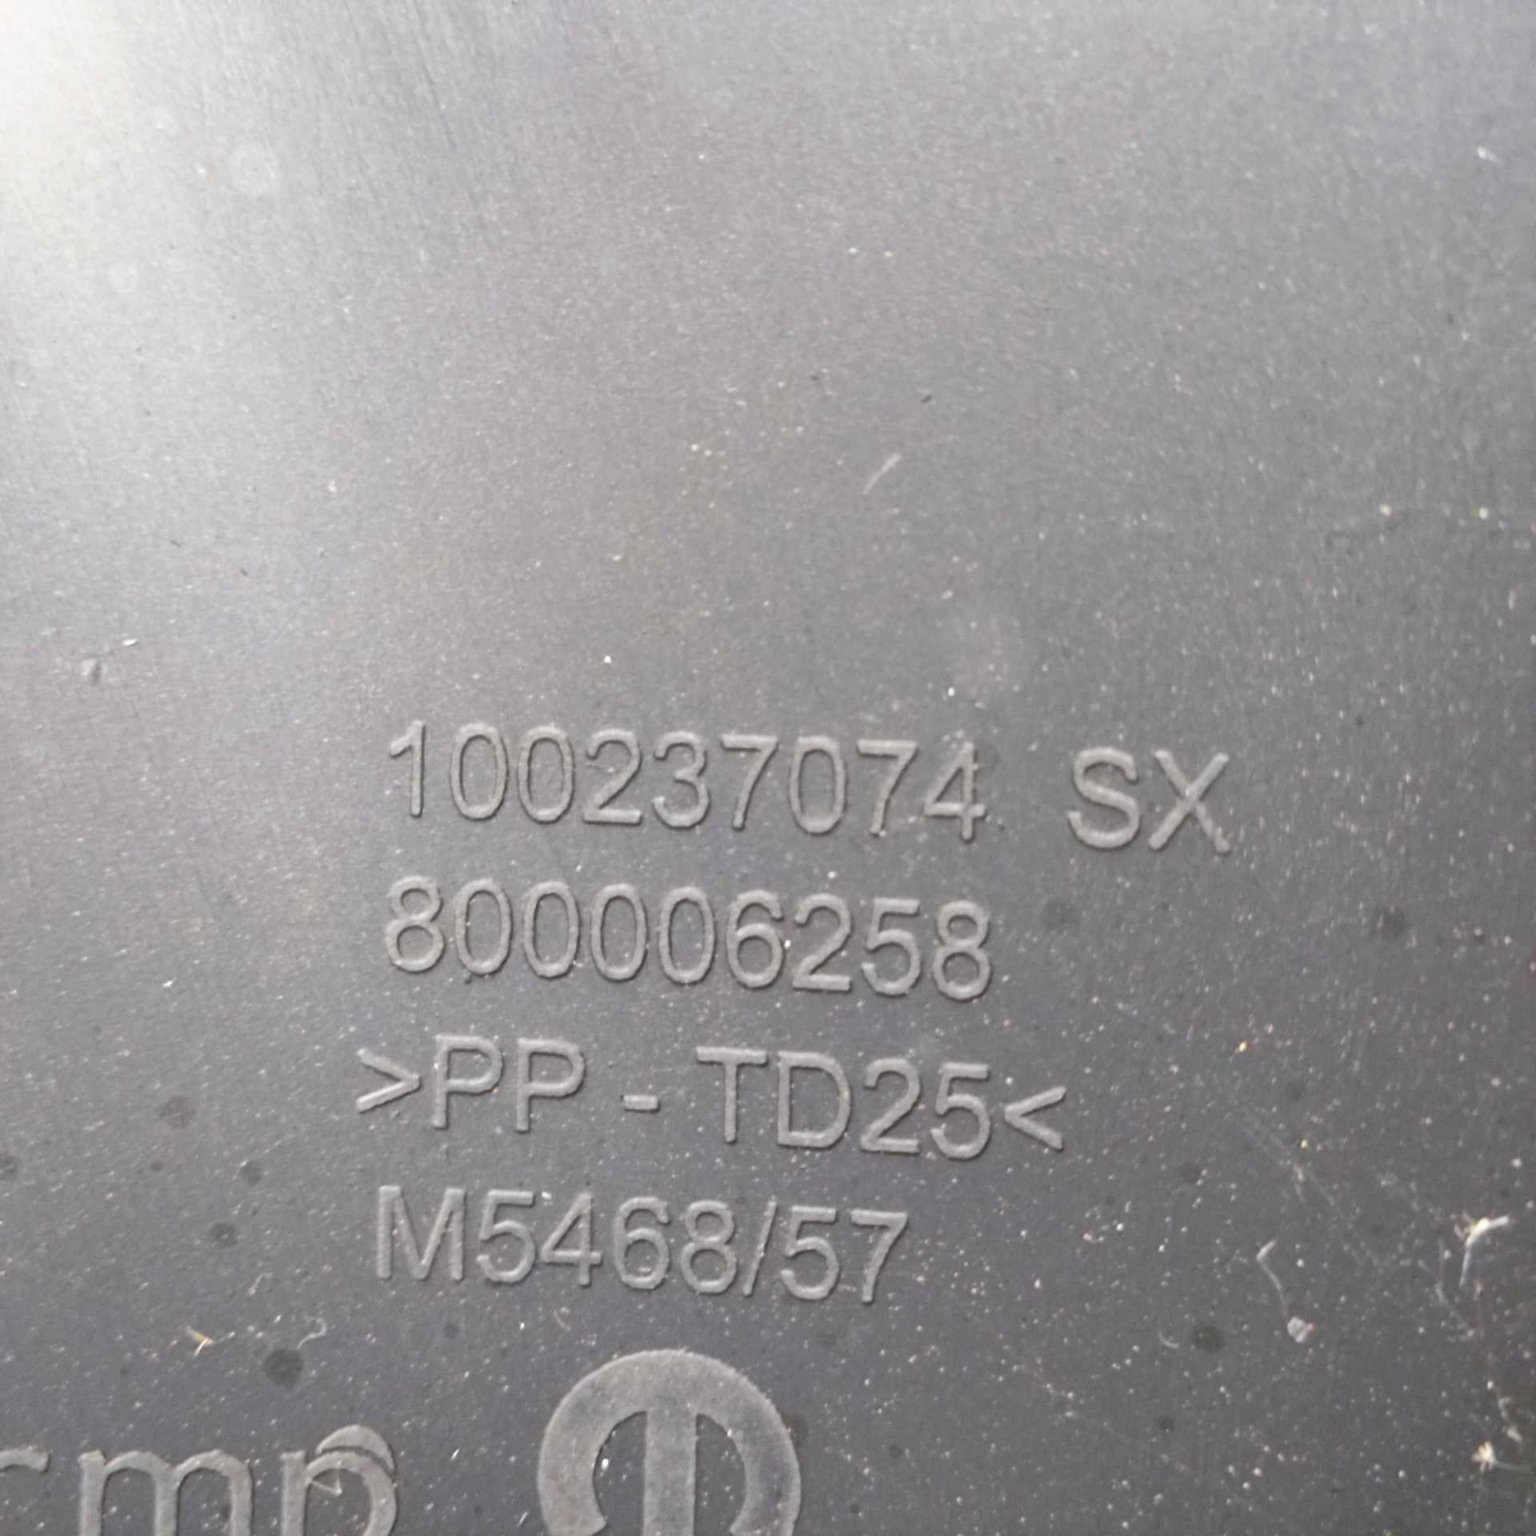 100237074 SX
800006258
>PP - TD25<
M5468/57